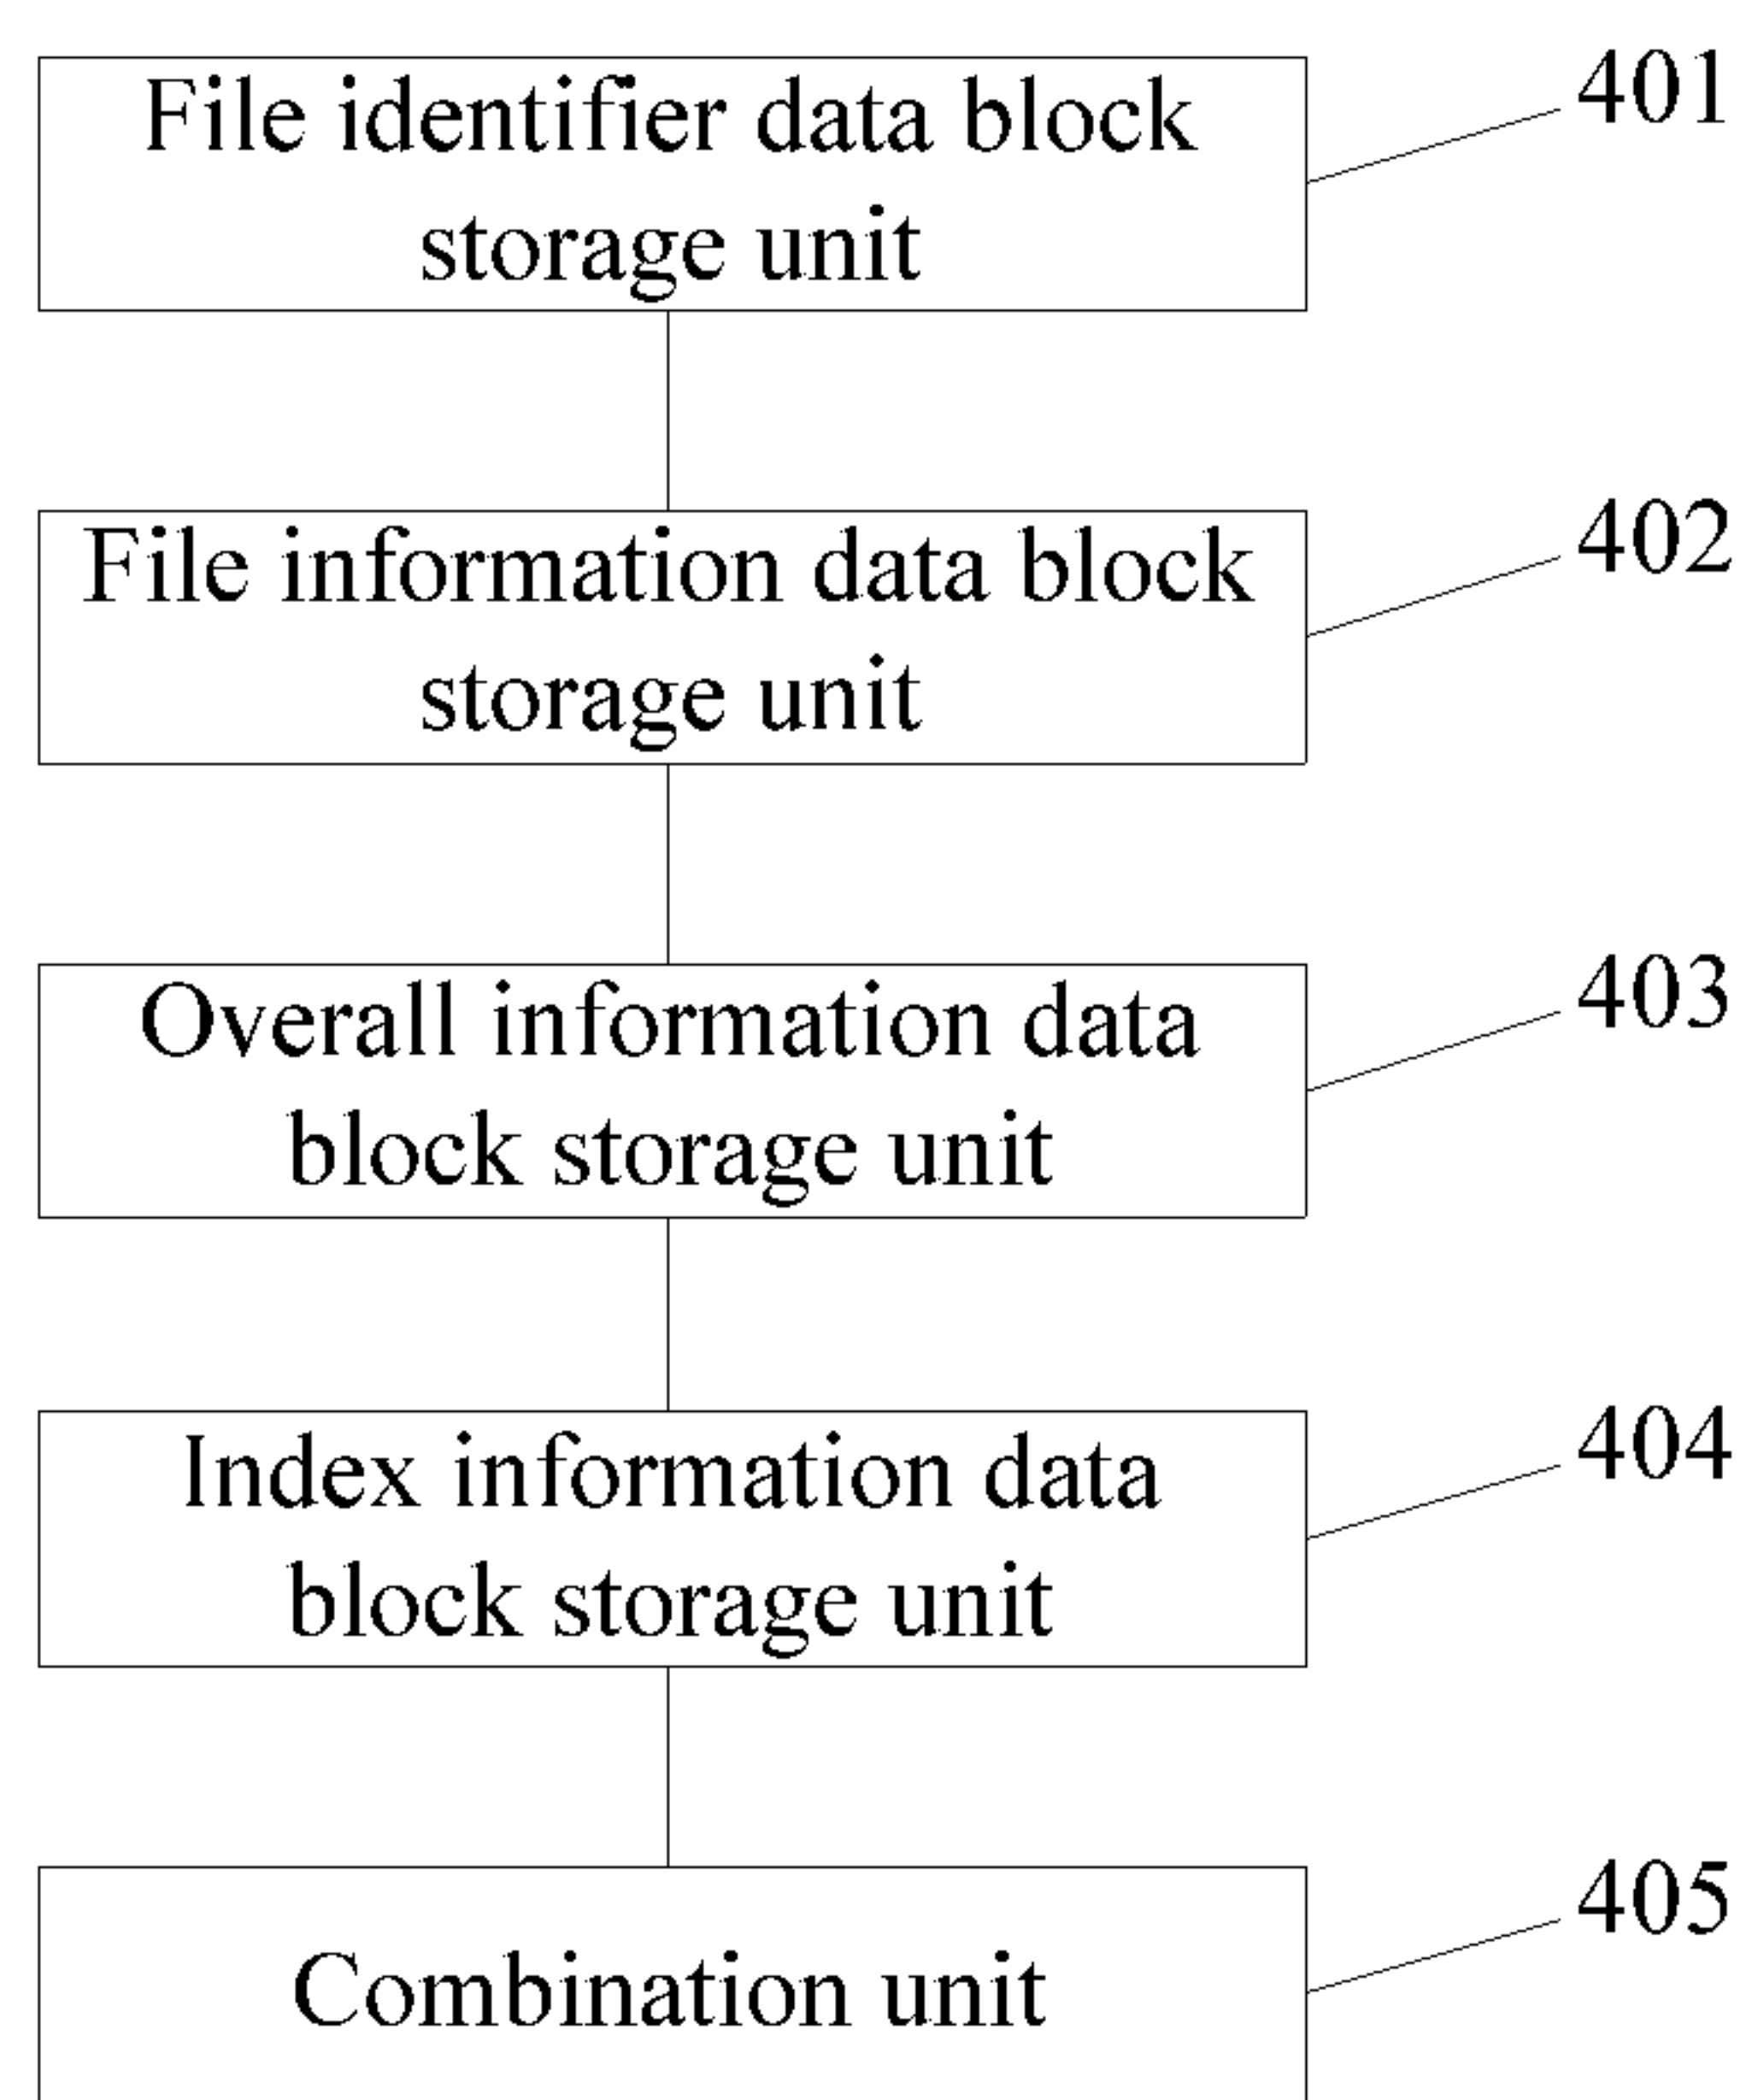 File identifier data block
storage unit
401
File information data block
storage unit
402
Overall information data
block storage unit
403
Index information data
block storage unit
404
Combination unit
405